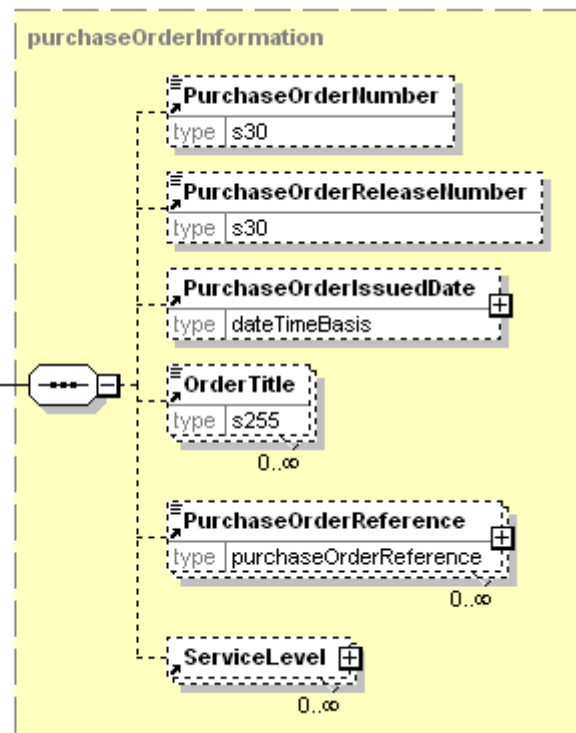 purchaseOrderInformation
PurchaseOrderNumber
type s30
PurchaseOrderReleaseNumber
type s30
PurchaseOrderIssuedDate
type dateTimeBasis
OrderTitle
type s255
0..∞
PurchaseOrderReference
type purchaseOrderReference
0..∞
ServiceLevel
0..∞